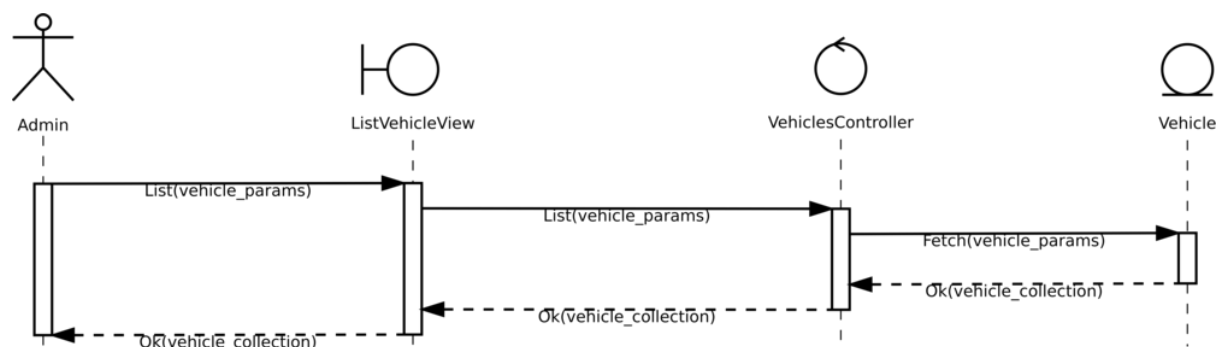 Admin
ListVehicleView
VehiclesController
Vehicle
List(vehicle_params)
List(vehicle_params)
Fetch(vehicle_params)
Ok(vehicle_collection)
Ok(vehicle_collection)
Ok(vehicle_collection)